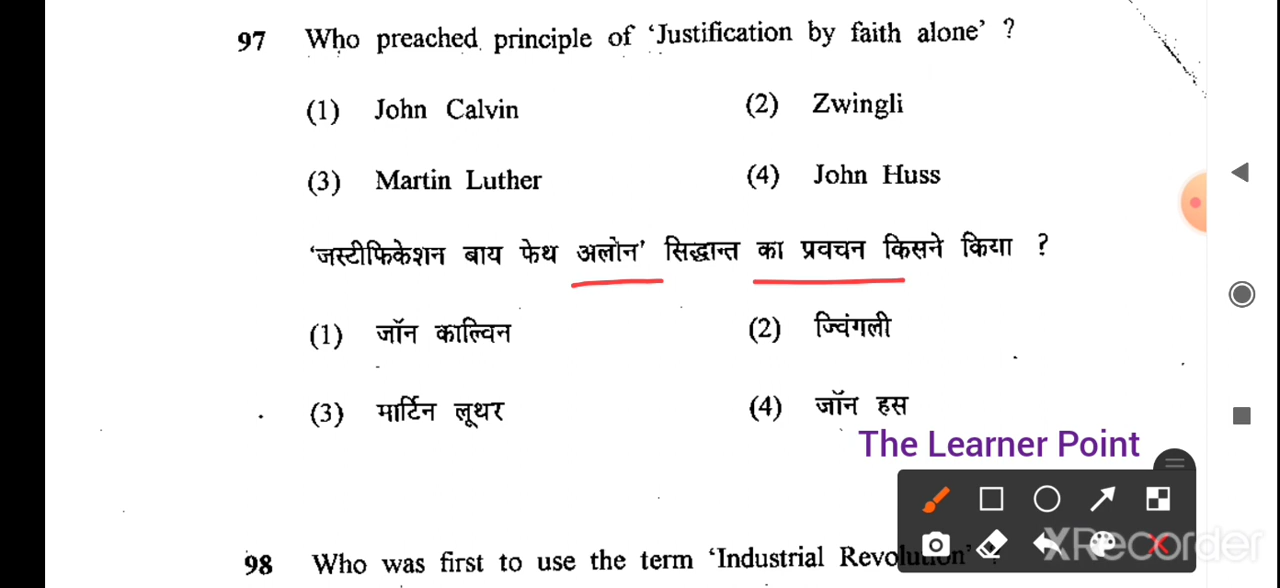 97 Who preached principle of ‘Justification by faith alone’ ?
(1) John Calvin (2) Zwingli
(3) Martin Luther (4) John Huss
‘जस्टीफिकेशन बाय फेथ अलोन’ सिद्धान्त का प्रवचन किसने किया ?
(1) जॉन काल्विन (2) ज्विंगली
(3) मार्टिन लूथर (4) जॉन हस
The Learner Point
98 Who was first to use the term ‘Industrial Revolution’ ?
XRecorder